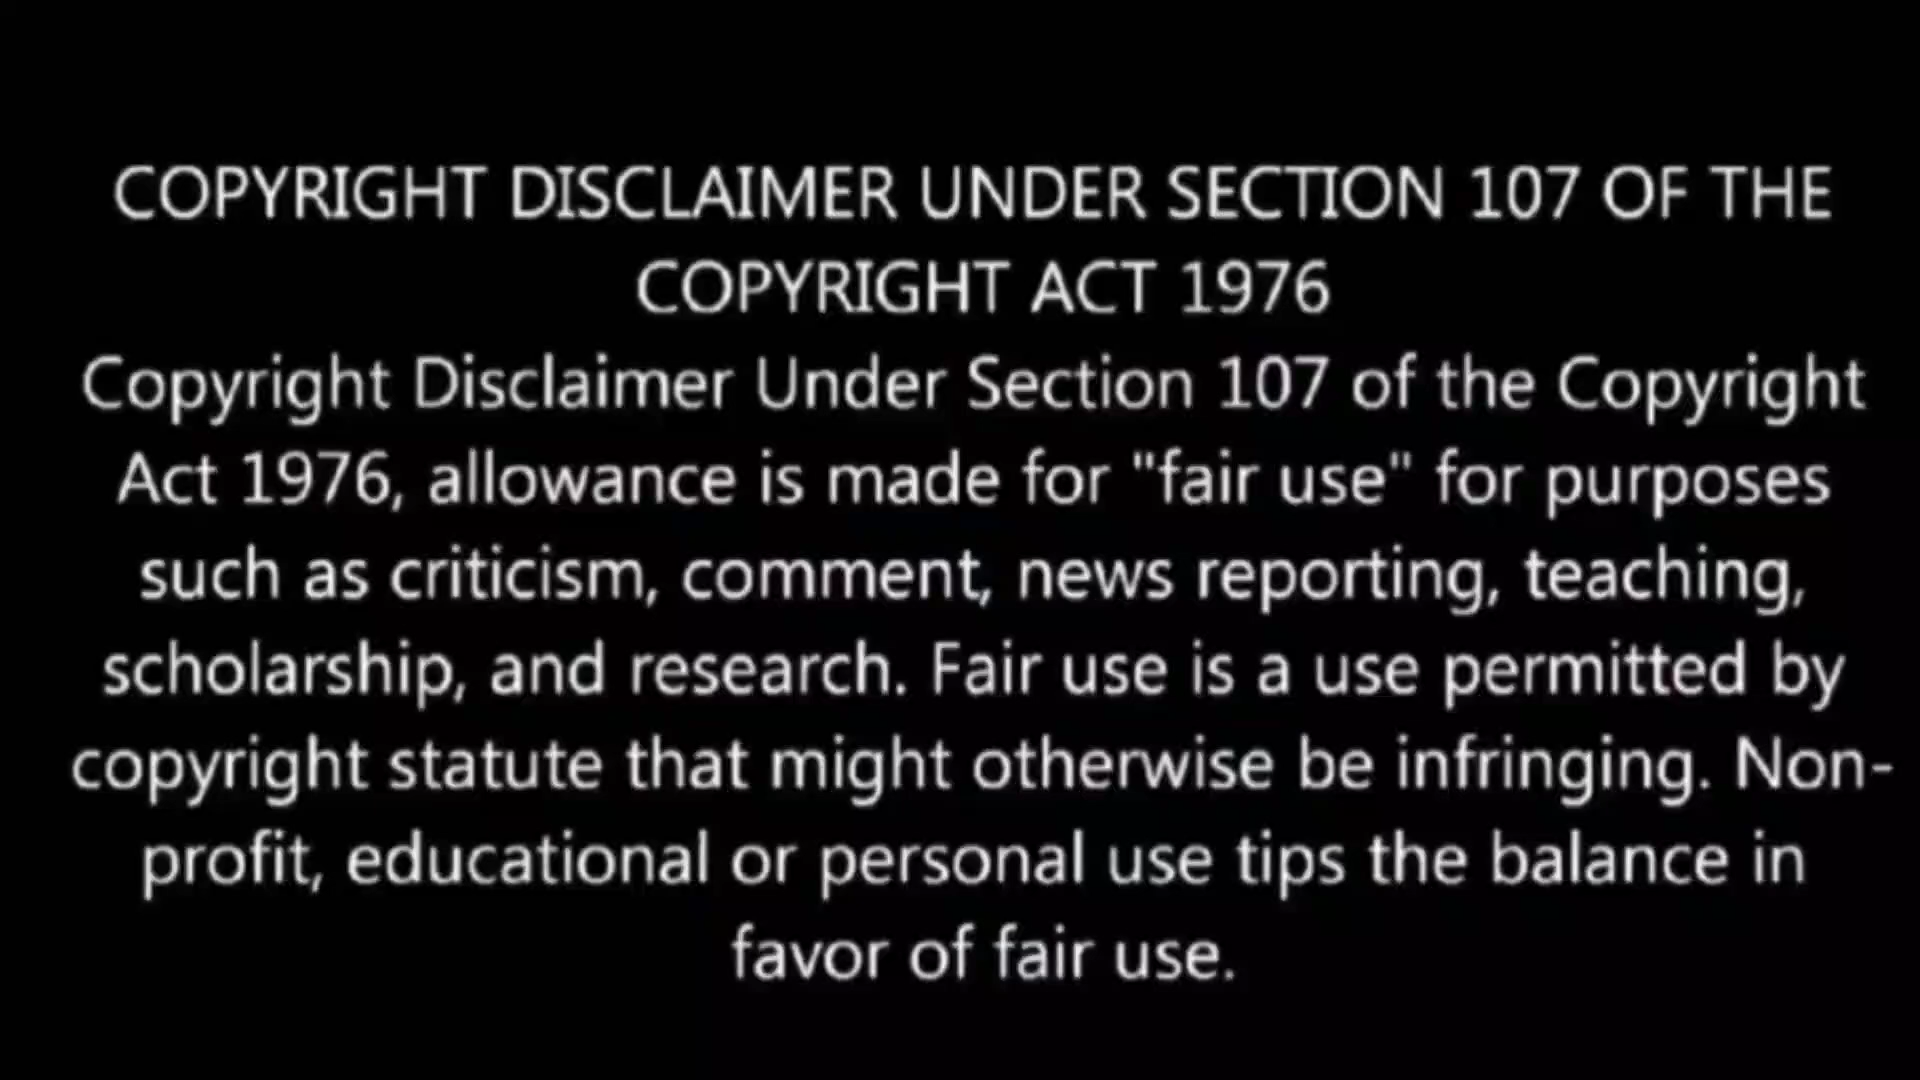 COPYRIGHT DISCLAIMER UNDER SECTION 107 OF THE
COPYRIGHT ACT 1976
Copyright Disclaimer Under Section 107 of the Copyright
Act 1976, allowance is made for "fair use" for purposes
such as criticism, comment, news reporting, teaching,
scholarship, and research. Fair use is a use permitted by
copyright statute that might otherwise be infringing. Non-
profit, educational or personal use tips the balance in
favor of fair use.